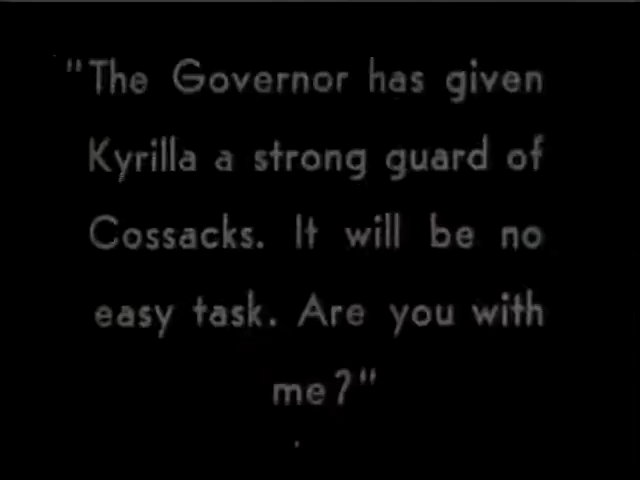 "The Governor has given
Kyrilla a strong guard of
Cossacks. It will be no
easy task. Are you with
me?"